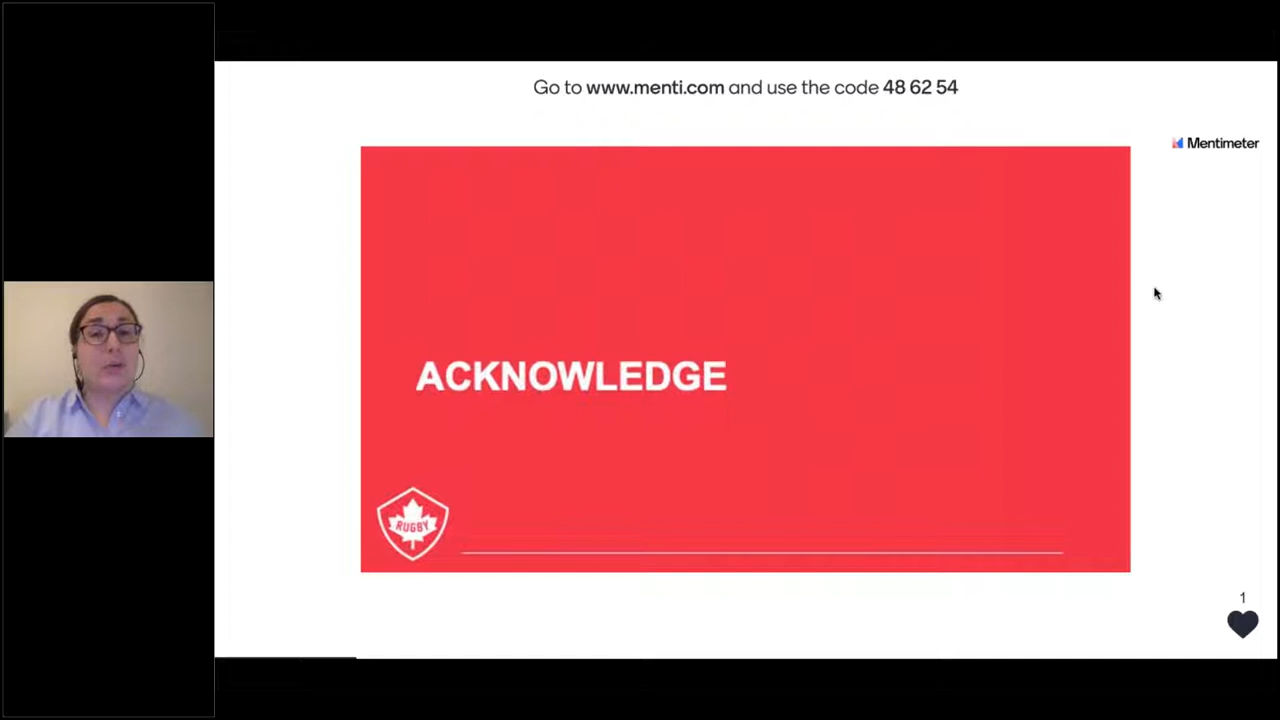 Go to www.menti.com and use the code 48 62 54
Mentimeter
ACKNOWLEDGE
RUGBY
1